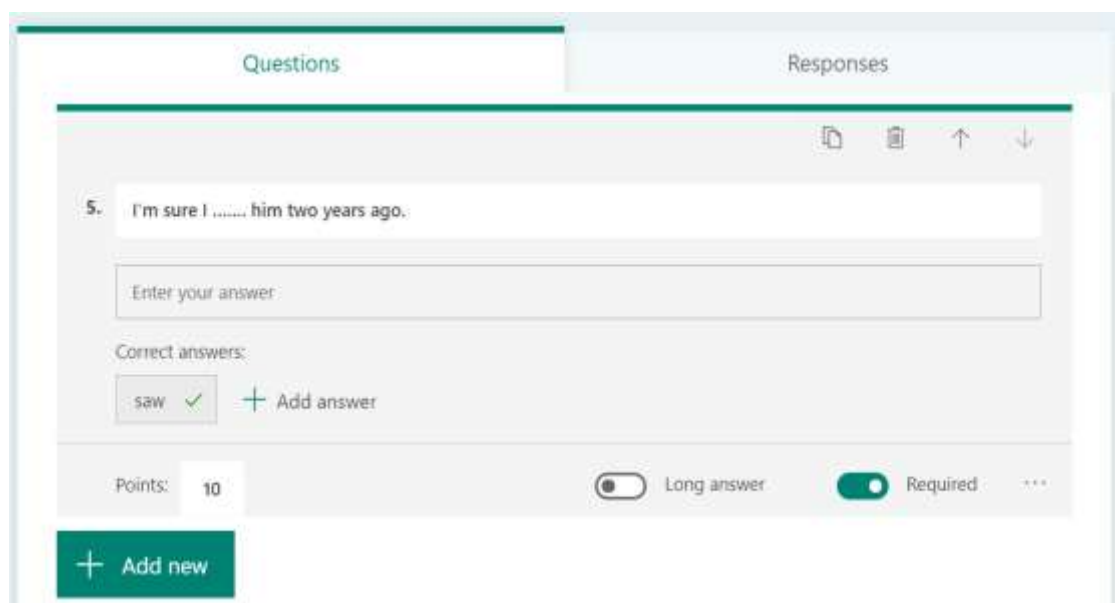 Questions
Responses
5. I'm sure I ....... him two years ago.
Enter your answer
Correct answers:
saw
Add answer
Points: 10
Long answer
Required
Add new